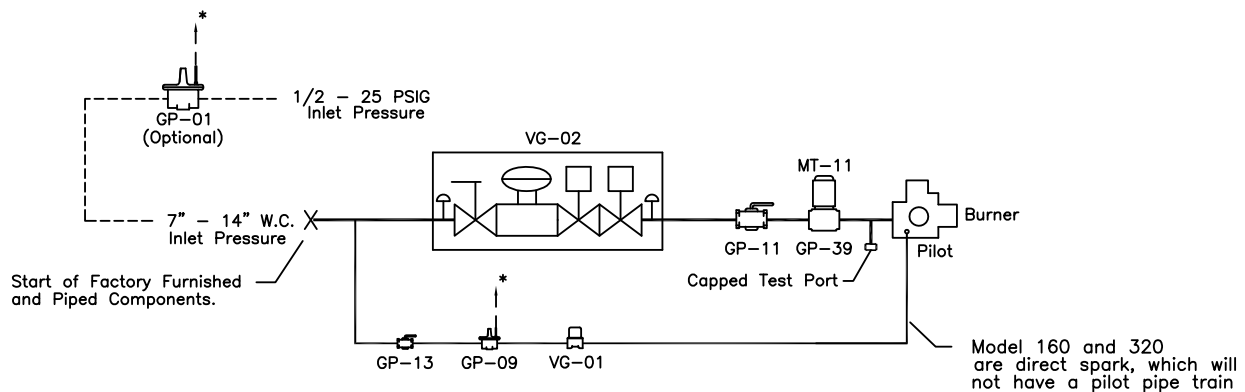 *
1/2 - 25 PSIG
Inlet Pressure
GP-01
(Optional)
VG-02
MT-11
7" - 14" W.C.
Inlet Pressure
Burner
GP-11
GP-39
Pilot
Start of Factory Furnished
and Piped Components.
Capped Test Port
*
GP-13
GP-09
VG-01
Model 160 and 320
are direct spark, which will
not have a pilot pipe train